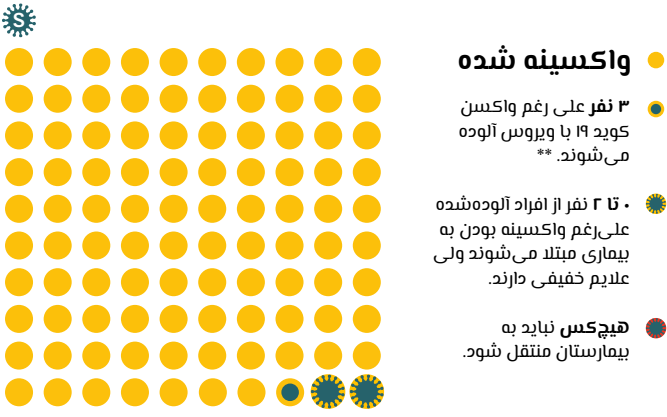 S
واکسینه شده
۳ نفر علی رغم واکسن
کوید ۱۹ با ویروس آلوده
می‌شوند. **
۰ تا ۲ نفر از افراد آلوده‌شده
علی‌رغم واکسینه بودن به
بیماری مبتلا می‌شوند ولی
علایم خفیفی دارند.
هیچ‌کس نباید به
بیمارستان منتقل شود.